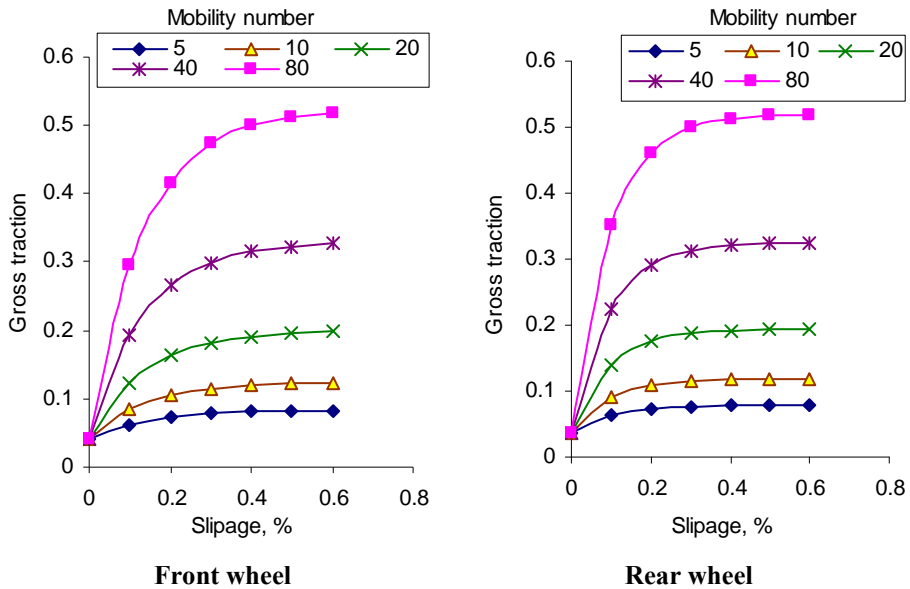 Mobility number
5 10 20
40 80
0.6
0.5
0.4
0.3
0.2
0.1
0
Gross traction
0 0.2 0.4 0.6 0.8
Slipage, %
Front wheel
Mobility number
5 10 20
40 80
0.6
0.5
0.4
0.3
0.2
0.1
0
Gross traction
0 0.2 0.4 0.6 0.8
Slipage, %
Rear wheel